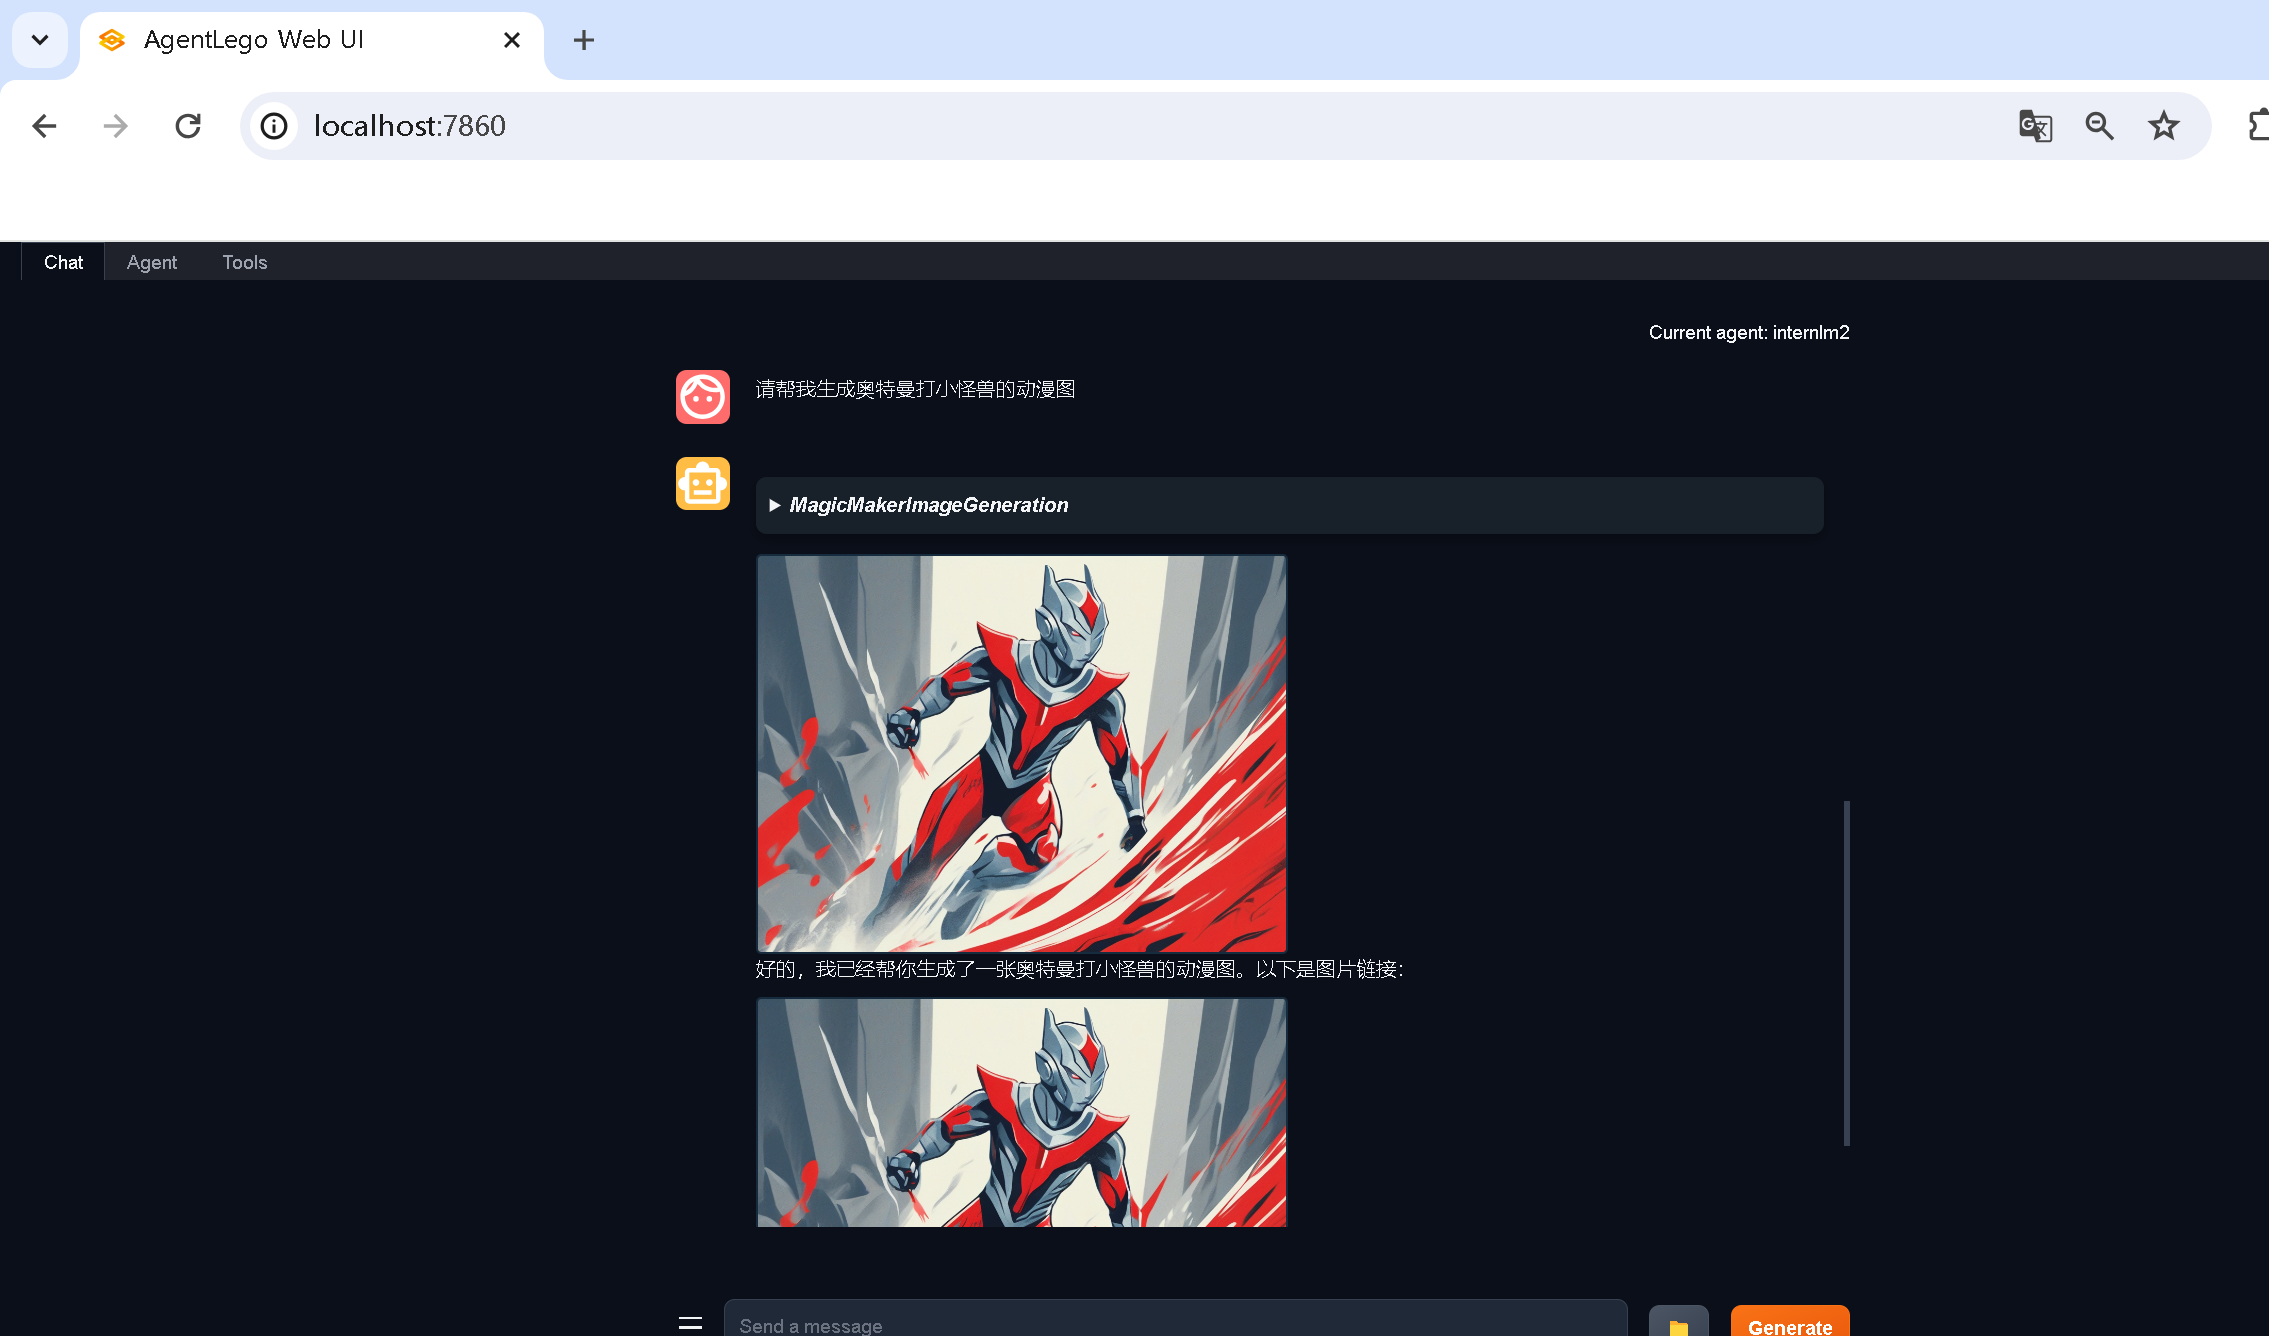 AgentLego Web UI
localhost:7860
Chat Agent Tools
Current agent: internlm2
请帮我生成奥特曼打小怪兽的动漫图
MagicMakerImageGeneration
好的，我已经帮你生成了一张奥特曼打小怪兽的动漫图。以下是图片链接：
Send a message
Generate